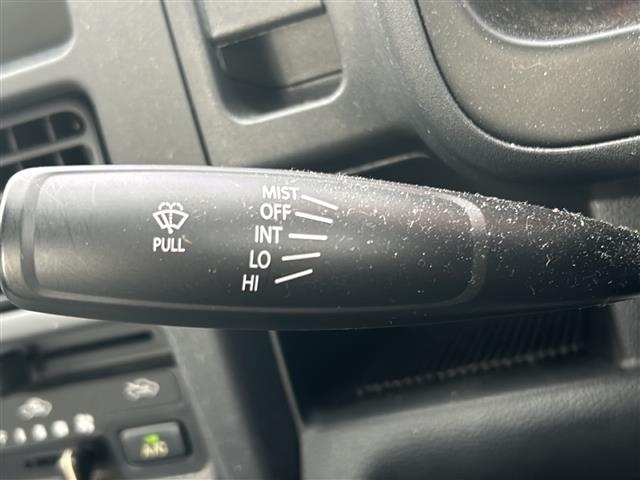 MIST
OFF
INT
LO
HI
PULL
A/C